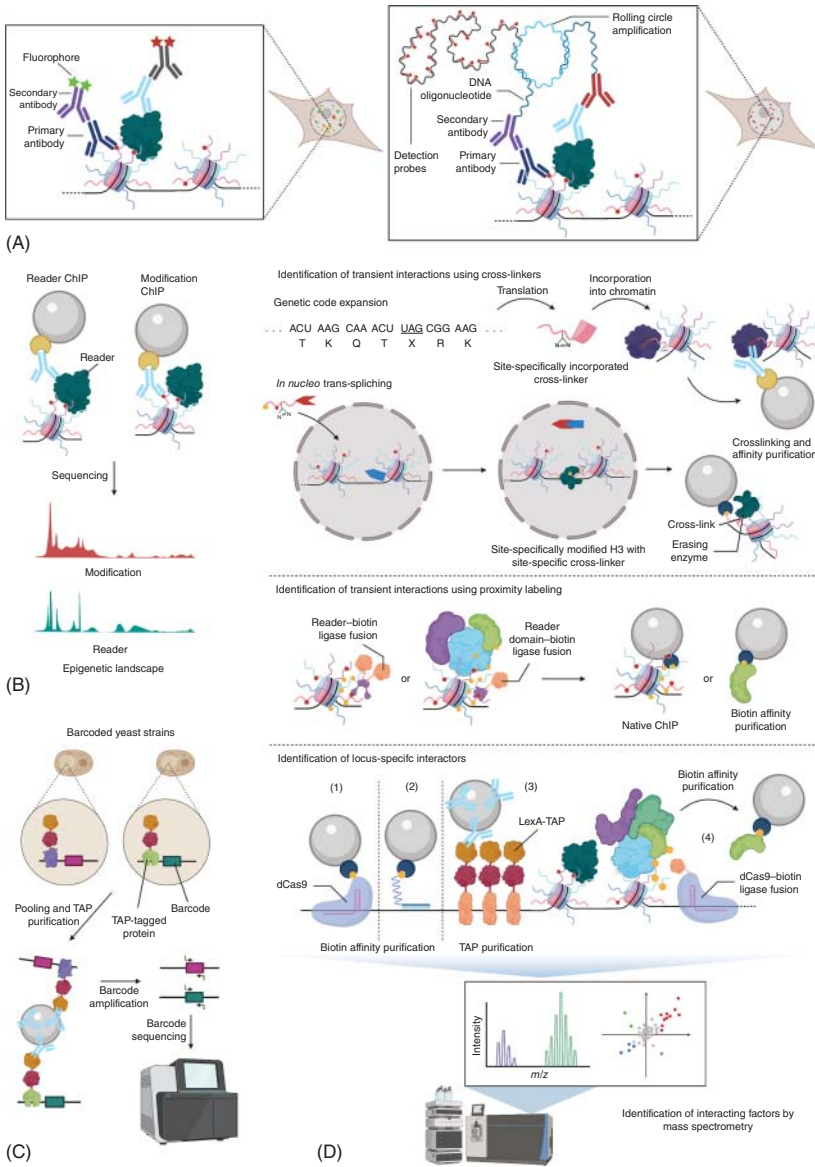 Fluorophore
Secondary
antibody
Primary
antibody
Rolling circle
amplification
DNA
oligonucleotide
Secondary
antibody
Primary
antibody
Detection
probes
(A)
Reader ChIP
Modification
ChIP
Reader
Sequencing
Modification
Reader
Epigenetic landscape
(B)
Identification of transient interactions using cross-linkers
Genetic code expansion
Translation
Incorporation
into chromatin
· · · ACU AAG CAA ACU UAG CGG AAG · · ·
T K Q T X R K
N=N
Site-specifically incorporated
cross-linker
In nucleo trans-spliching
N=N
Crosslinking and
affinity purification
Cross-link
Erasing
enzyme
Site-specifically modified H3 with
site-specific cross-linker
Identification of transient interactions using proximity labeling
Reader–biotin
ligase fusion
or
Reader
domain–biotin
ligase fusion
or
Native ChIP
Biotin affinity
purification
Barcoded yeast strains
Pooling and TAP
purification
TAP-tagged
protein
Barcode
Barcode
amplification
Barcode
sequencing
(C)
Identification of locus-specifc interactors
(1)
(2)
(3)
LexA-TAP
Biotin affinity
purification
(4)
dCas9
dCas9–biotin
ligase fusion
Biotin affinity purification
TAP purification
Intensity
m/z
Identification of interacting factors by
mass spectrometry
(D)